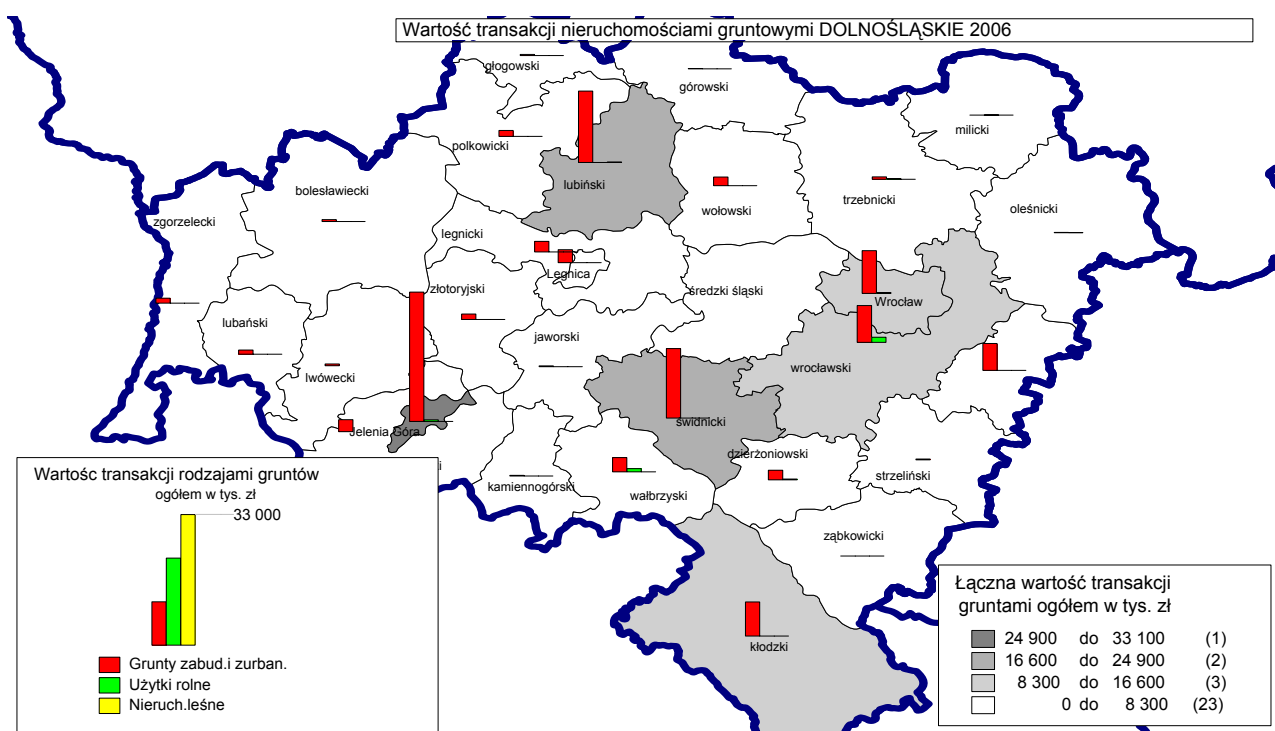 Wartość transakcji nieruchomościami gruntowymi DOLNOŚLĄSKIE 2006
głogowski
górowski
milicki
polkowicki
lubiński
bolesławiecki
wołowski
trzebnicki
oleśnicki
zgorzelecki
legnicki
Legnica
złotoryjski
średzki śląski
Wrocław
lubański
jaworski
lwówecki
wrocławski
Jelenia Góra
świdnicki
dzierżoniowski
strzeliński
ki
kamiennogórski
wałbrzyski
ząbkowicki
kłodzki
Wartośc transakcji rodzajami gruntów
ogółem w tys. zł
33 000
Grunty zabud.i zurban.
Użytki rolne
Nieruch.leśne
Łączna wartość transakcji
gruntami ogółem w tys. zł
24 900 do 33 100 (1)
16 600 do 24 900 (2)
8 300 do 16 600 (3)
0 do 8 300 (23)